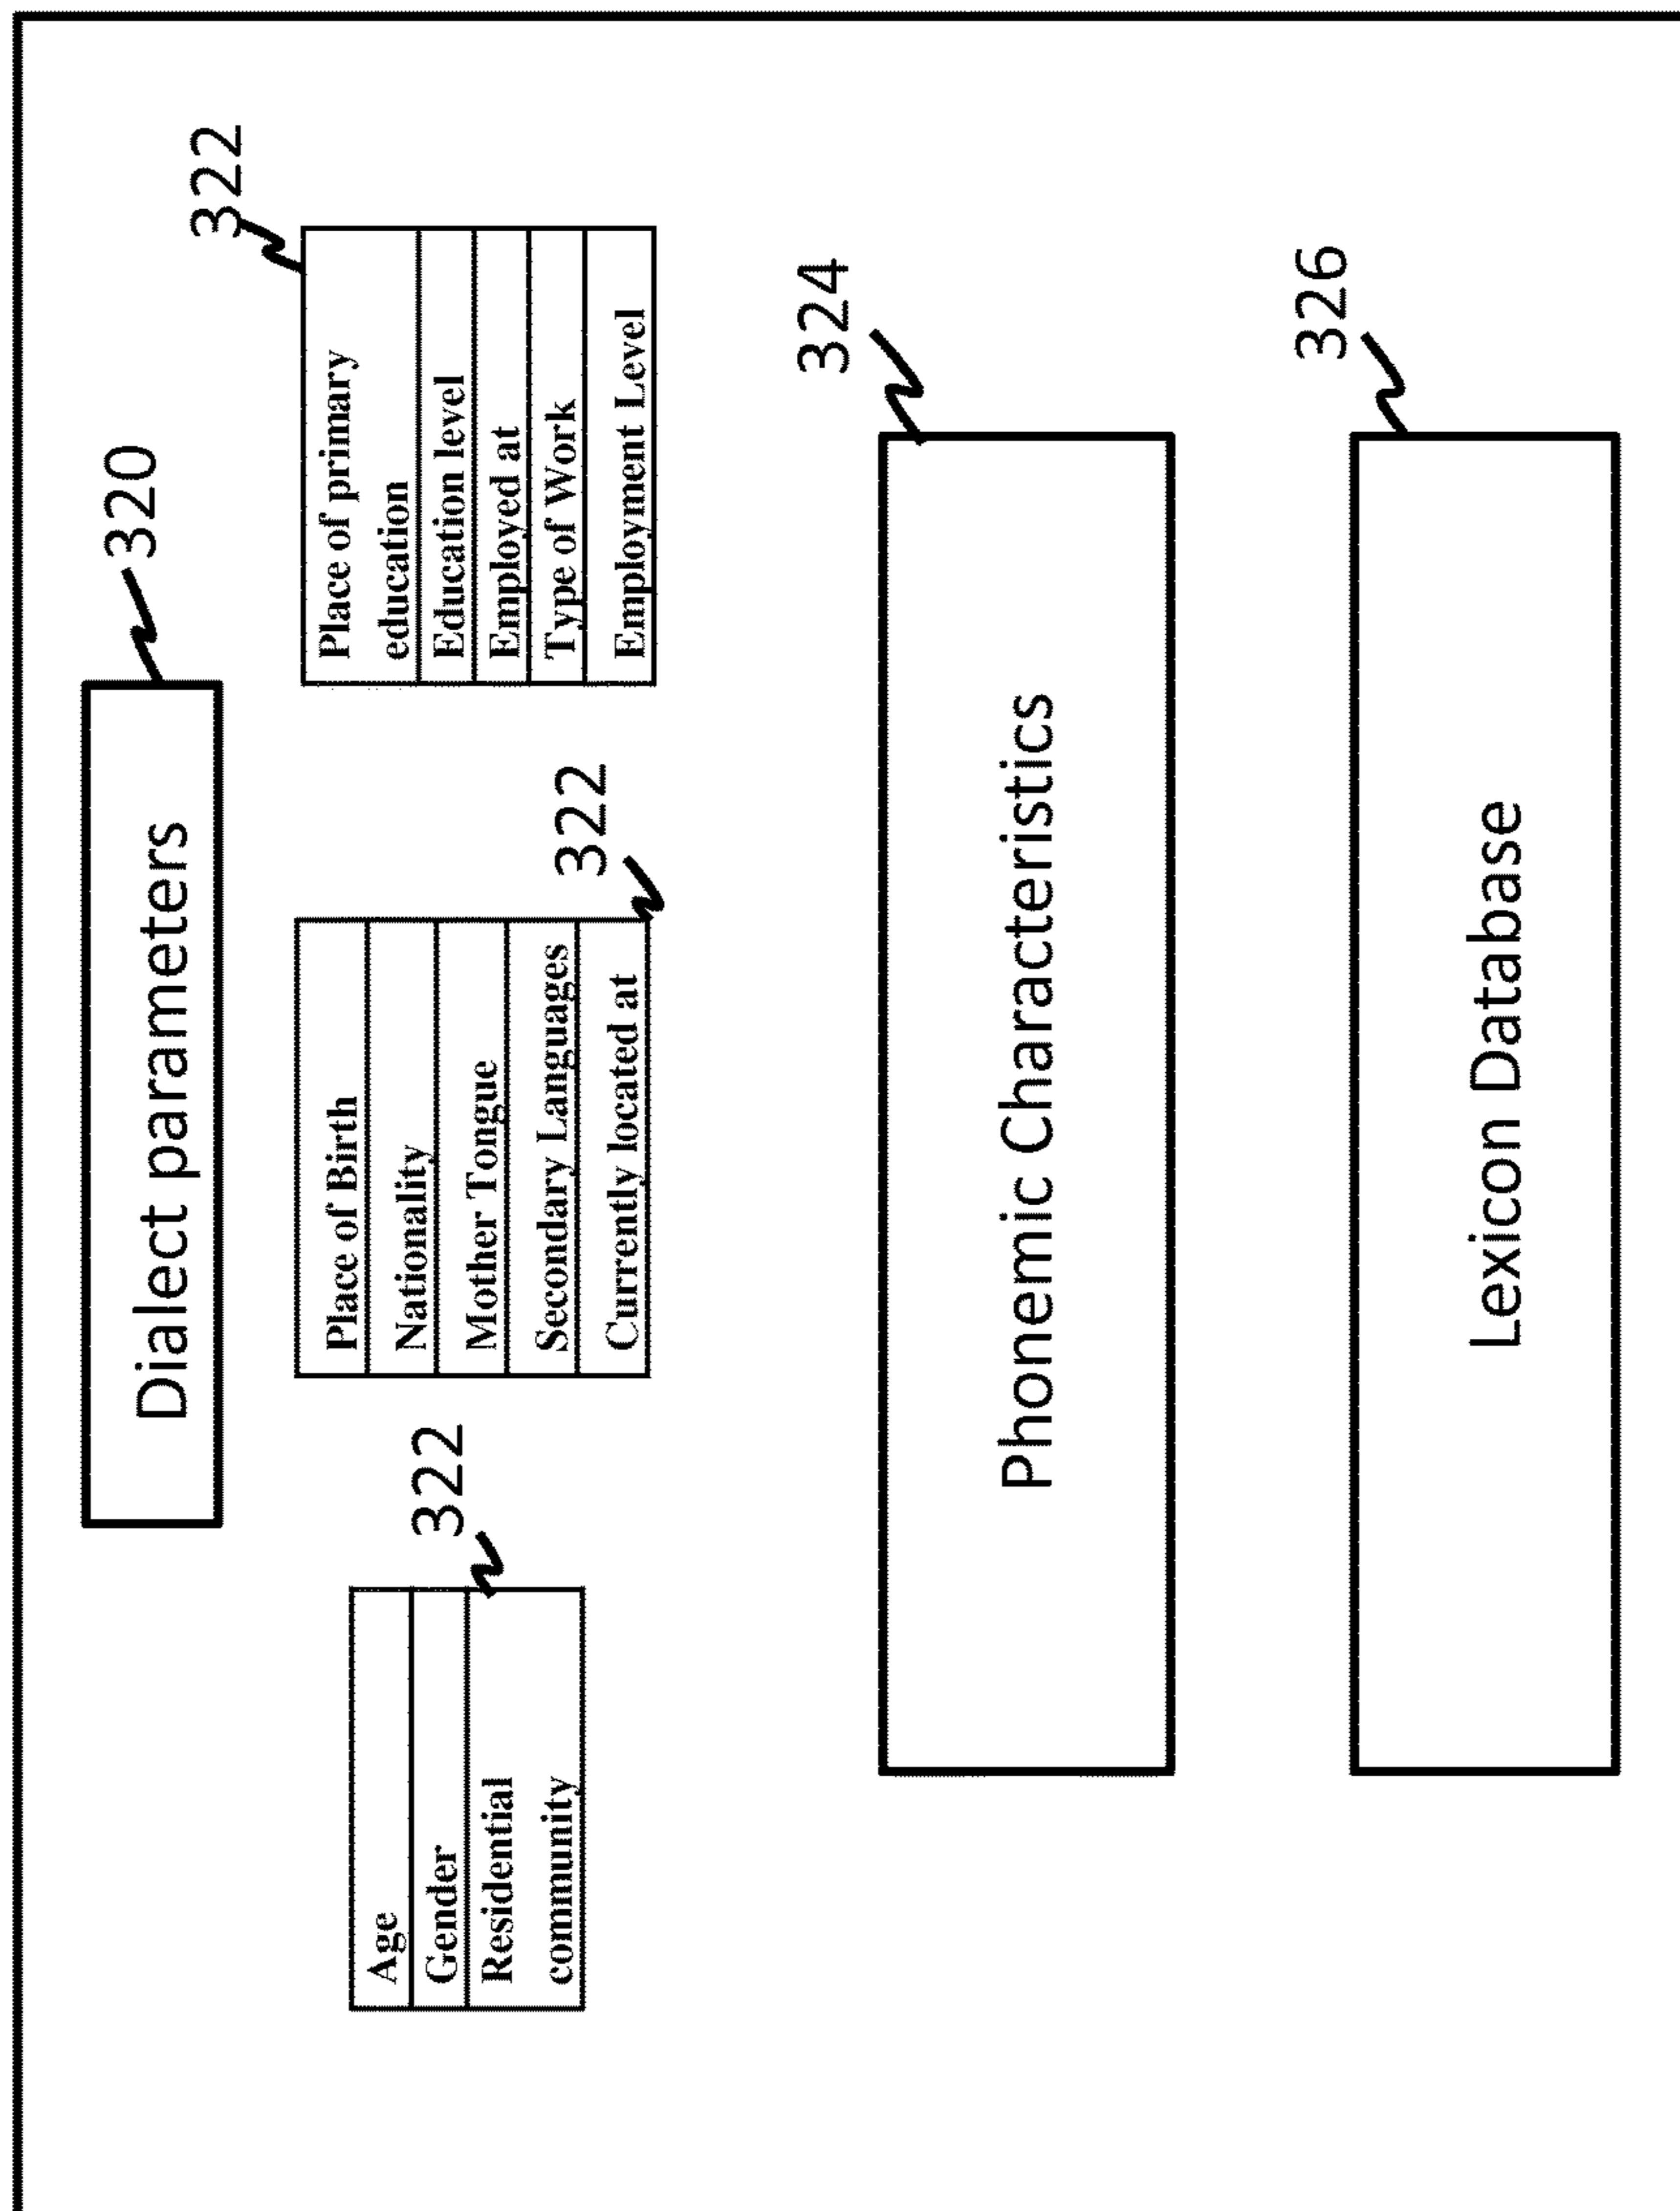 Dialect parameters
320
Age
Gender
Residential
community
322
Place of Birth
Nationality
Mother Tongue
Secondary Languages
Currently located at
322
Place of primary
education
Education level
Employed at
Type of Work
Employment Level
322
Phonemic Characteristics
324
Lexicon Database
326